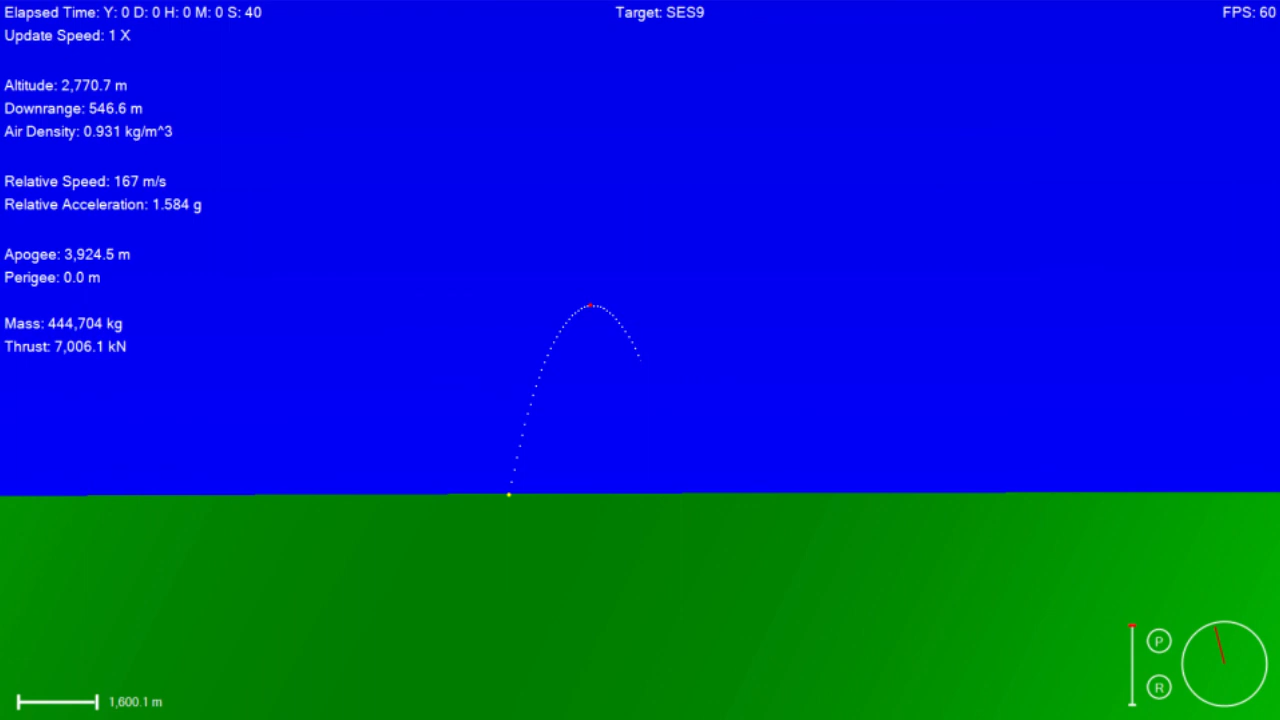 Elapsed Time: Y: 0 D: 0 H: 0 M: 0 S: 40
Target: SES9
FPS: 60
Update Speed: 1 X
Altitude: 2,770.7 m
Downrange: 546.6 m
Air Density: 0.931 kg/m^3
Relative Speed: 167 m/s
Relative Acceleration: 1.584 g
Apogee: 3,924.5 m
Perigee: 0.0 m
Mass: 444,704 kg
Thrust: 7,006.1 kN
P
R
1,600.1 m